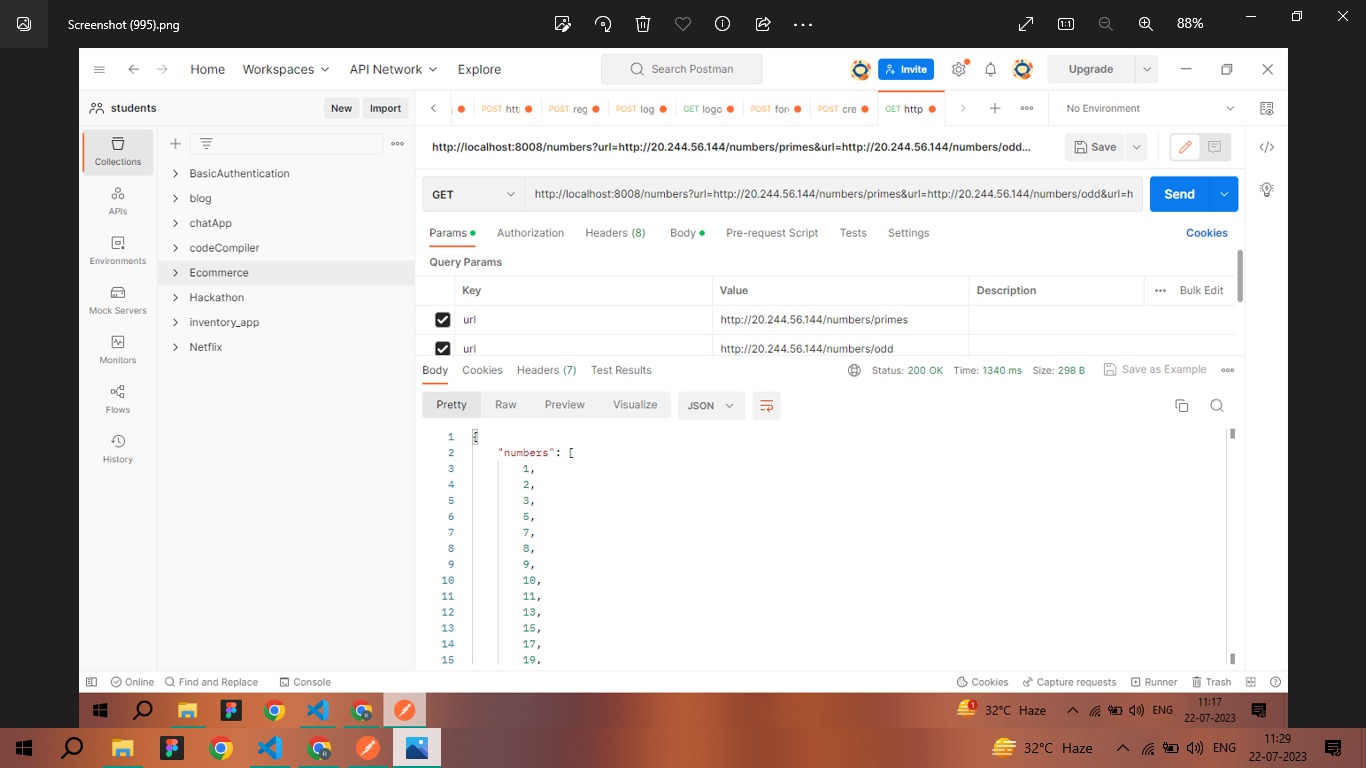 Screenshot (995).png
88%
Home Workspaces API Network Explore
Search Postman
Invite
Upgrade
students
New Import
POST htt POST reg POST log GET logo POST for POST cre GET http
No Environment
Collections
APIs
Environments
Mock Servers
Monitors
Flows
History
BasicAuthentication
blog
chatApp
codeCompiler
Ecommerce
Hackathon
inventory_app
Netflix
http://localhost:8008/numbers?url=http://20.244.56.144/numbers/primes&url=http://20.244.56.144/numbers/odd...
Save
GET
http://localhost:8008/numbers?url=http://20.244.56.144/numbers/primes&url=http://20.244.56.144/numbers/odd&url=h
Send
Params Authorization Headers (8) Body Pre-request Script Tests Settings
Cookies
Query Params
Key Value Description
Bulk Edit
url http://20.244.56.144/numbers/primes
url http://20.244.56.144/numbers/odd
Body Cookies Headers (7) Test Results
Status: 200 OK Time: 1340 ms Size: 298 B
Save as Example
Pretty Raw Preview Visualize
JSON
1 {
2 "numbers": [
3 1,
4 2,
5 3,
6 5,
7 7,
8 8,
9 9,
10 10,
11 11,
12 13,
13 15,
14 17,
15 19,
Online Find and Replace Console
Cookies Capture requests Runner Trash
32°C Haze
ENG
11:17
22-07-2023
32°C Haze
ENG
11:29
22-07-2023